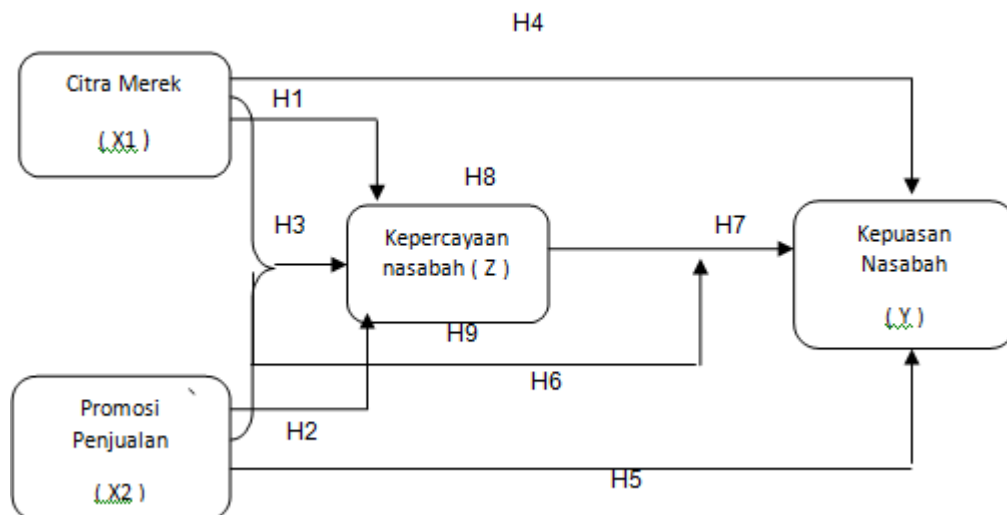 H4
Citra Merek
( X1 )
H1
H8
H3
Kepercayaan
nasabah ( Z )
H7
Kepuasan
Nasabah
( Y )
H9
H6
Promosi
Penjualan
( X2 )
H2
H5